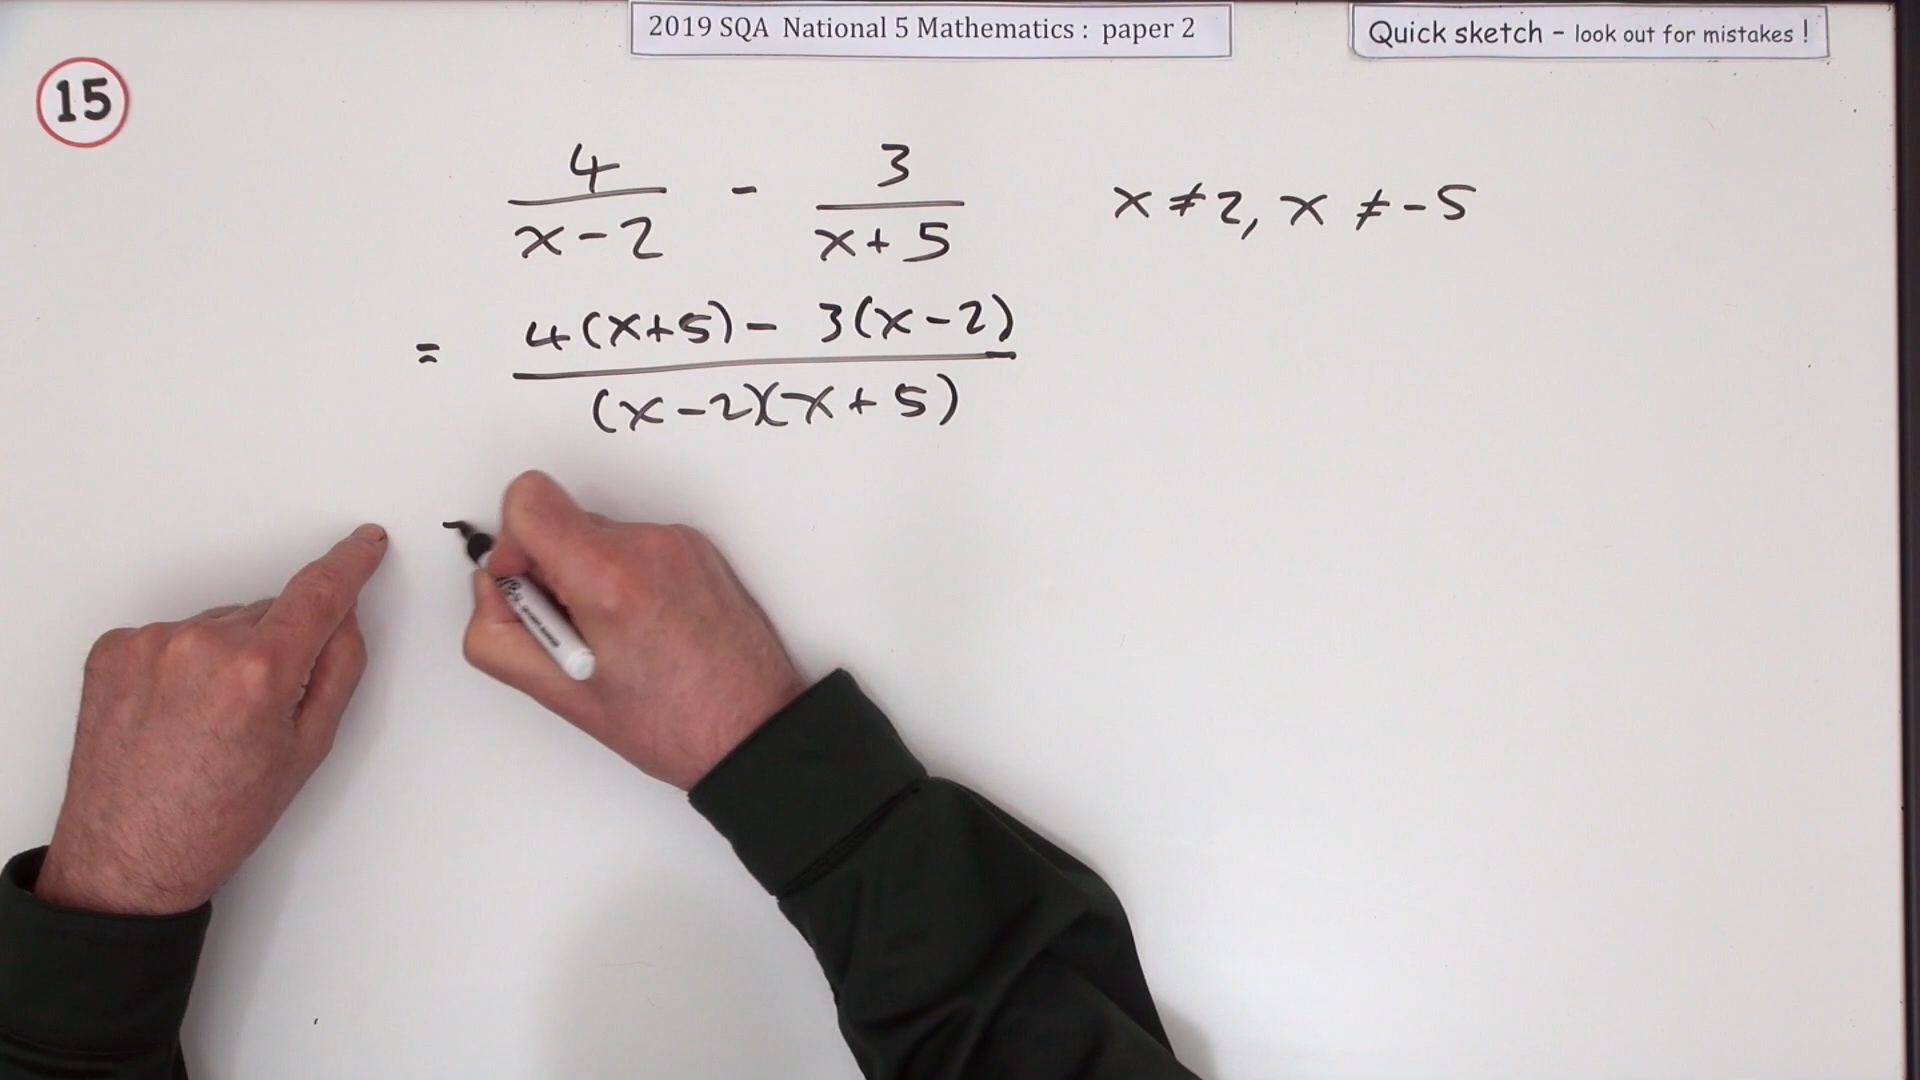 2019 SQA National 5 Mathematics : paper 2
Quick sketch – look out for mistakes !
15
4/(x-2) - 3/(x+5) x≠2, x ≠ -5
= (4(x+5) - 3(x-2))/((x-2)(x+5))